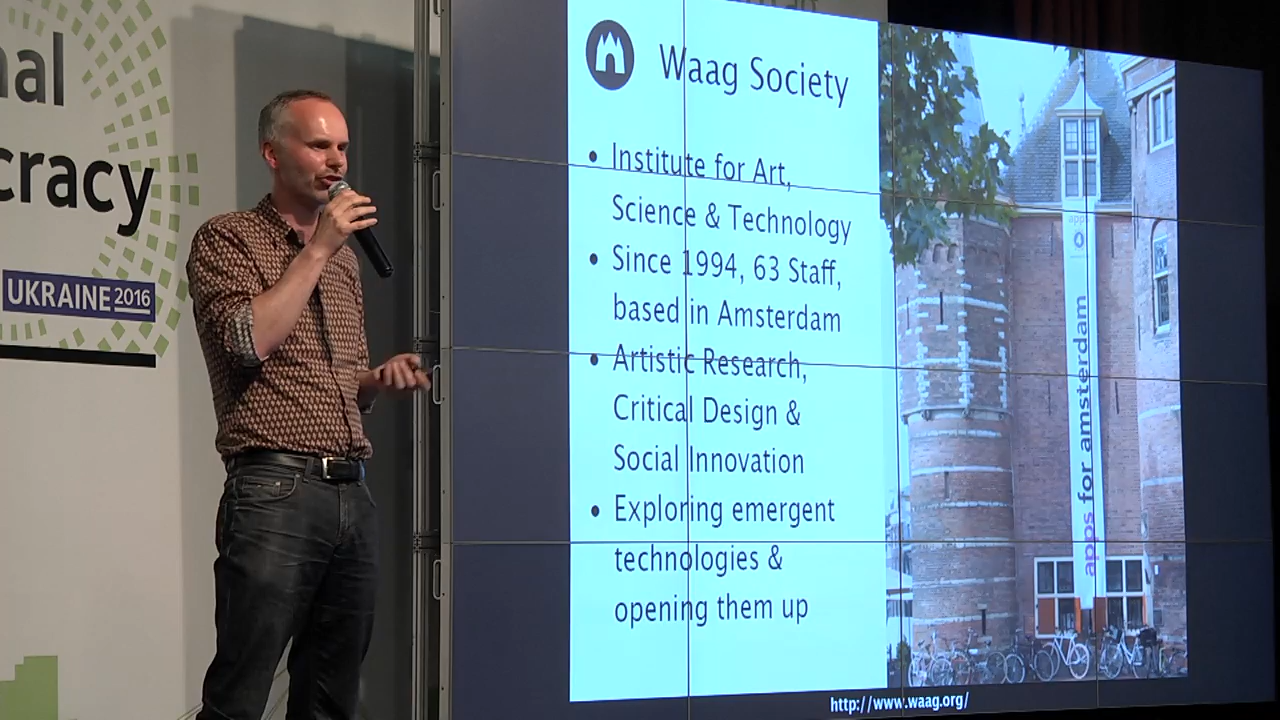 nal
cracy
UKRAINE 2016
Waag Society
• Institute for Art,
Science & Technology
• Since 1994, 63 Staff,
based in Amsterdam
• Artistic Research,
Critical Design &
Social Innovation
• Exploring emergent
technologies &
opening them up
apps
apps for amsterdam
http://www.waag.org/